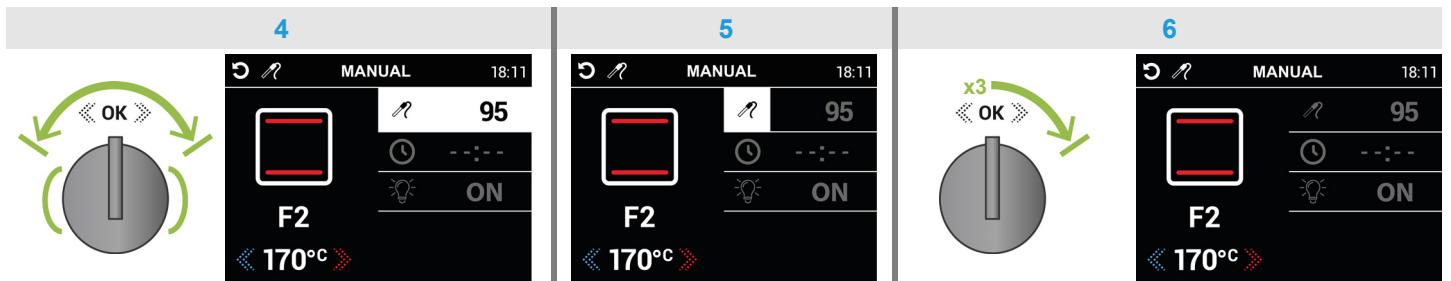 4
OK
MANUAL 18:11
95
--:--
ON
F2
170°C
5
MANUAL 18:11
95
--:--
ON
F2
170°C
6
x3
OK
MANUAL 18:11
95
--:--
ON
F2
170°C